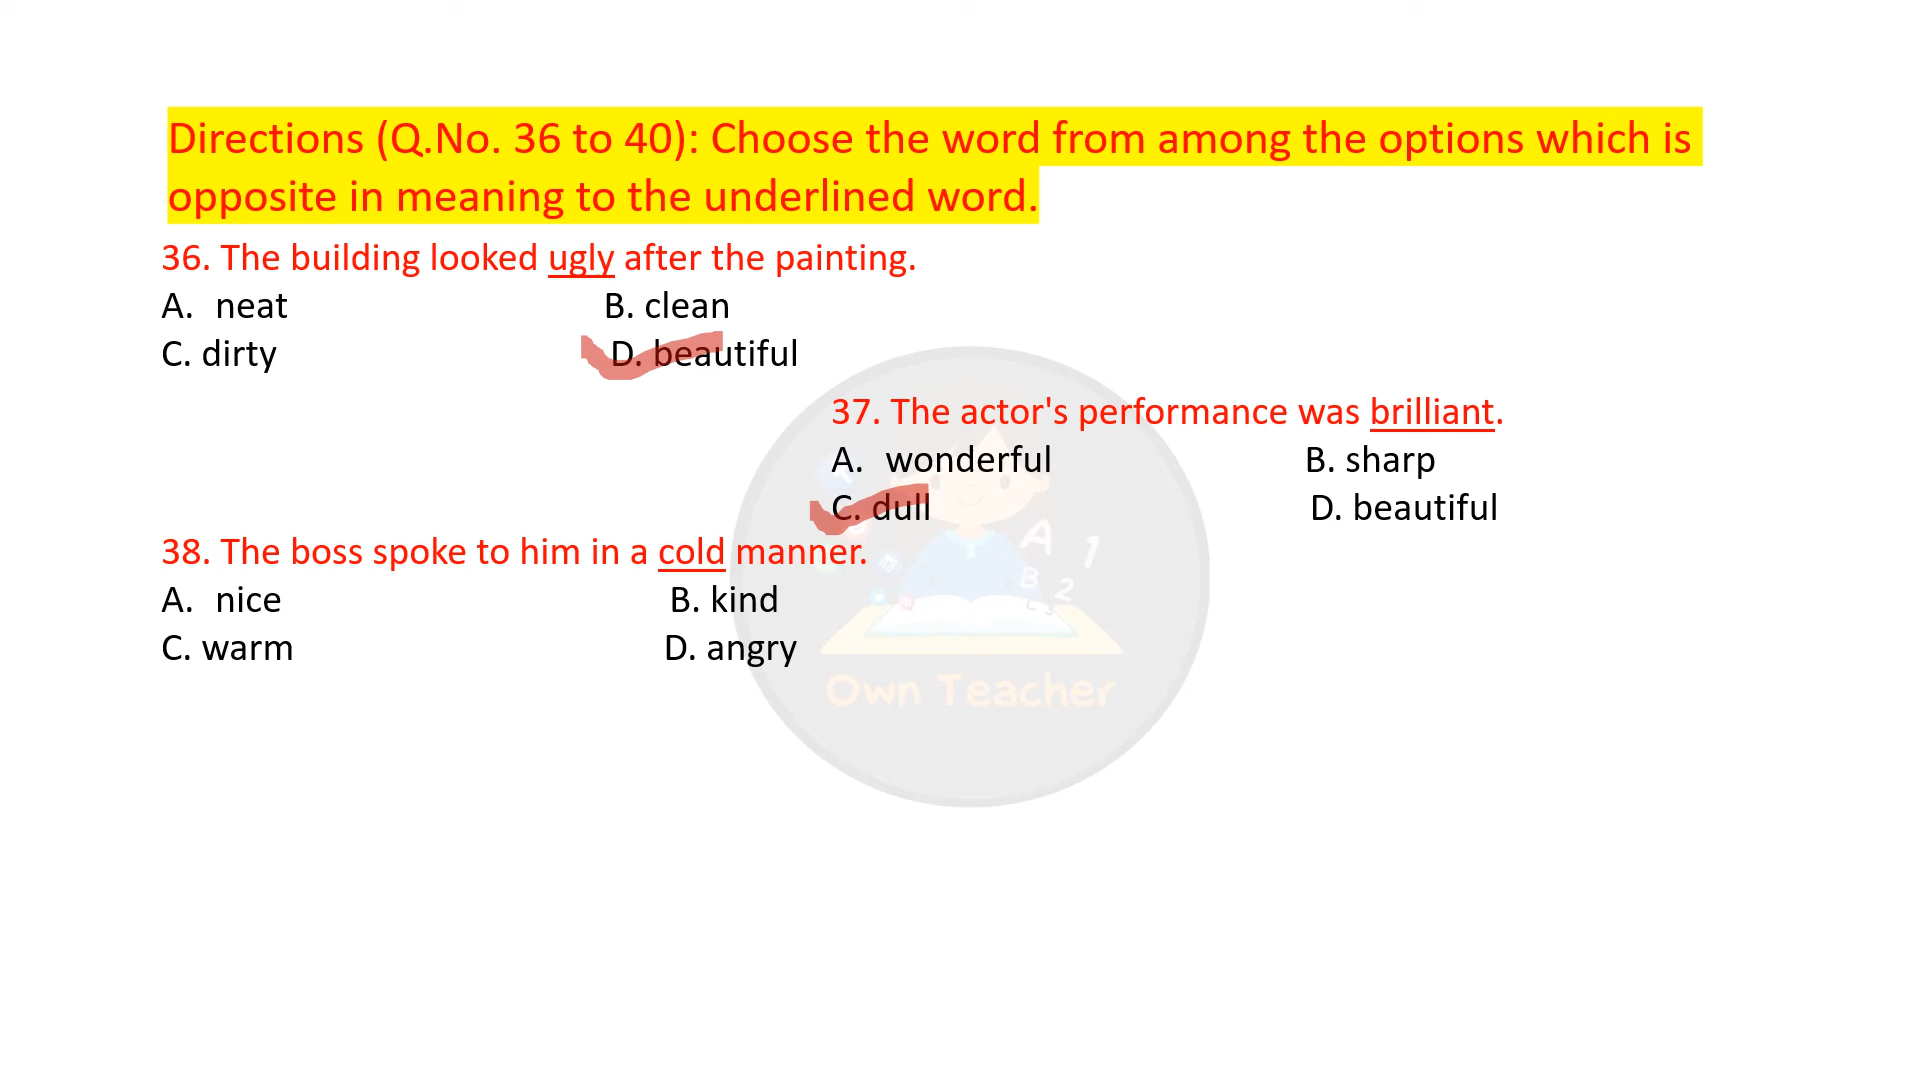 Directions (Q.No. 36 to 40): Choose the word from among the options which is
opposite in meaning to the underlined word.
36. The building looked ugly after the painting.
A. neat B. clean
C. dirty D. beautiful
37. The actor's performance was brilliant.
A. wonderful B. sharp
C. dull D. beautiful
38. The boss spoke to him in a cold manner.
A. nice B. kind
C. warm D. angry
A 1
B 2
Own Teacher